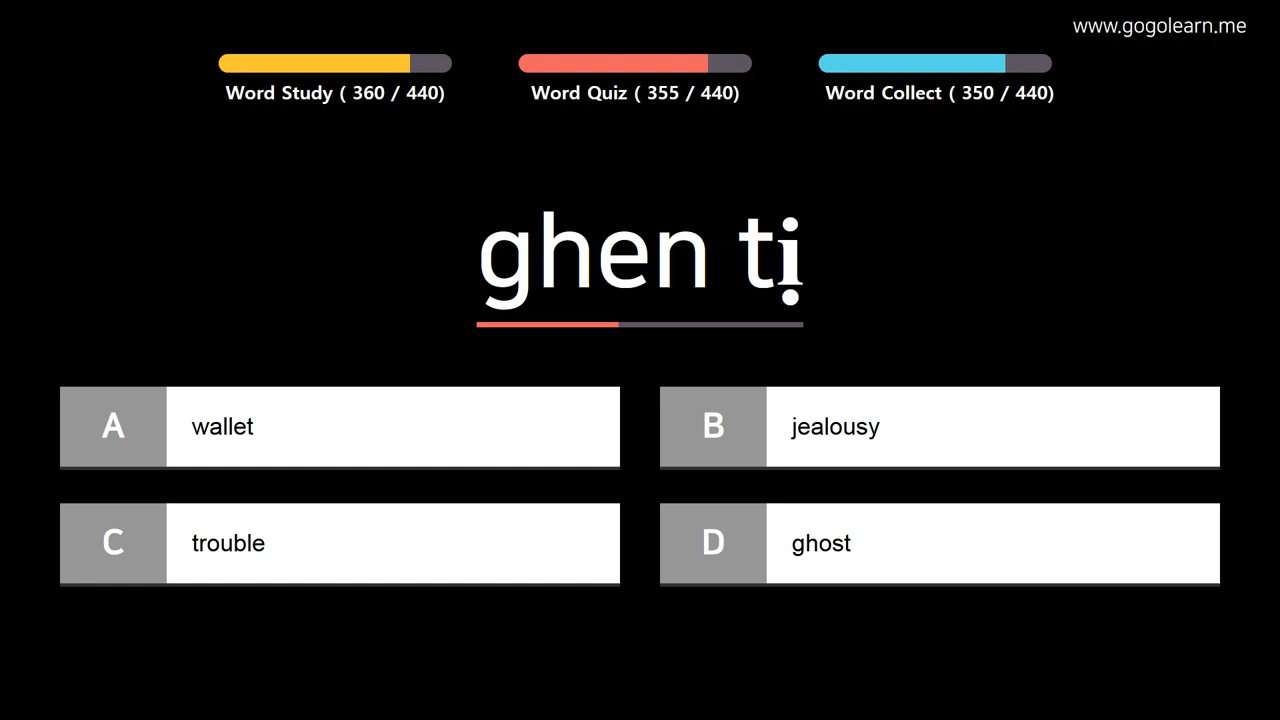 www.gogolearn.me
Word Study ( 360 / 440)
Word Quiz ( 355 / 440)
Word Collect ( 350 / 440)
ghen tị
A wallet
B jealousy
C trouble
D ghost